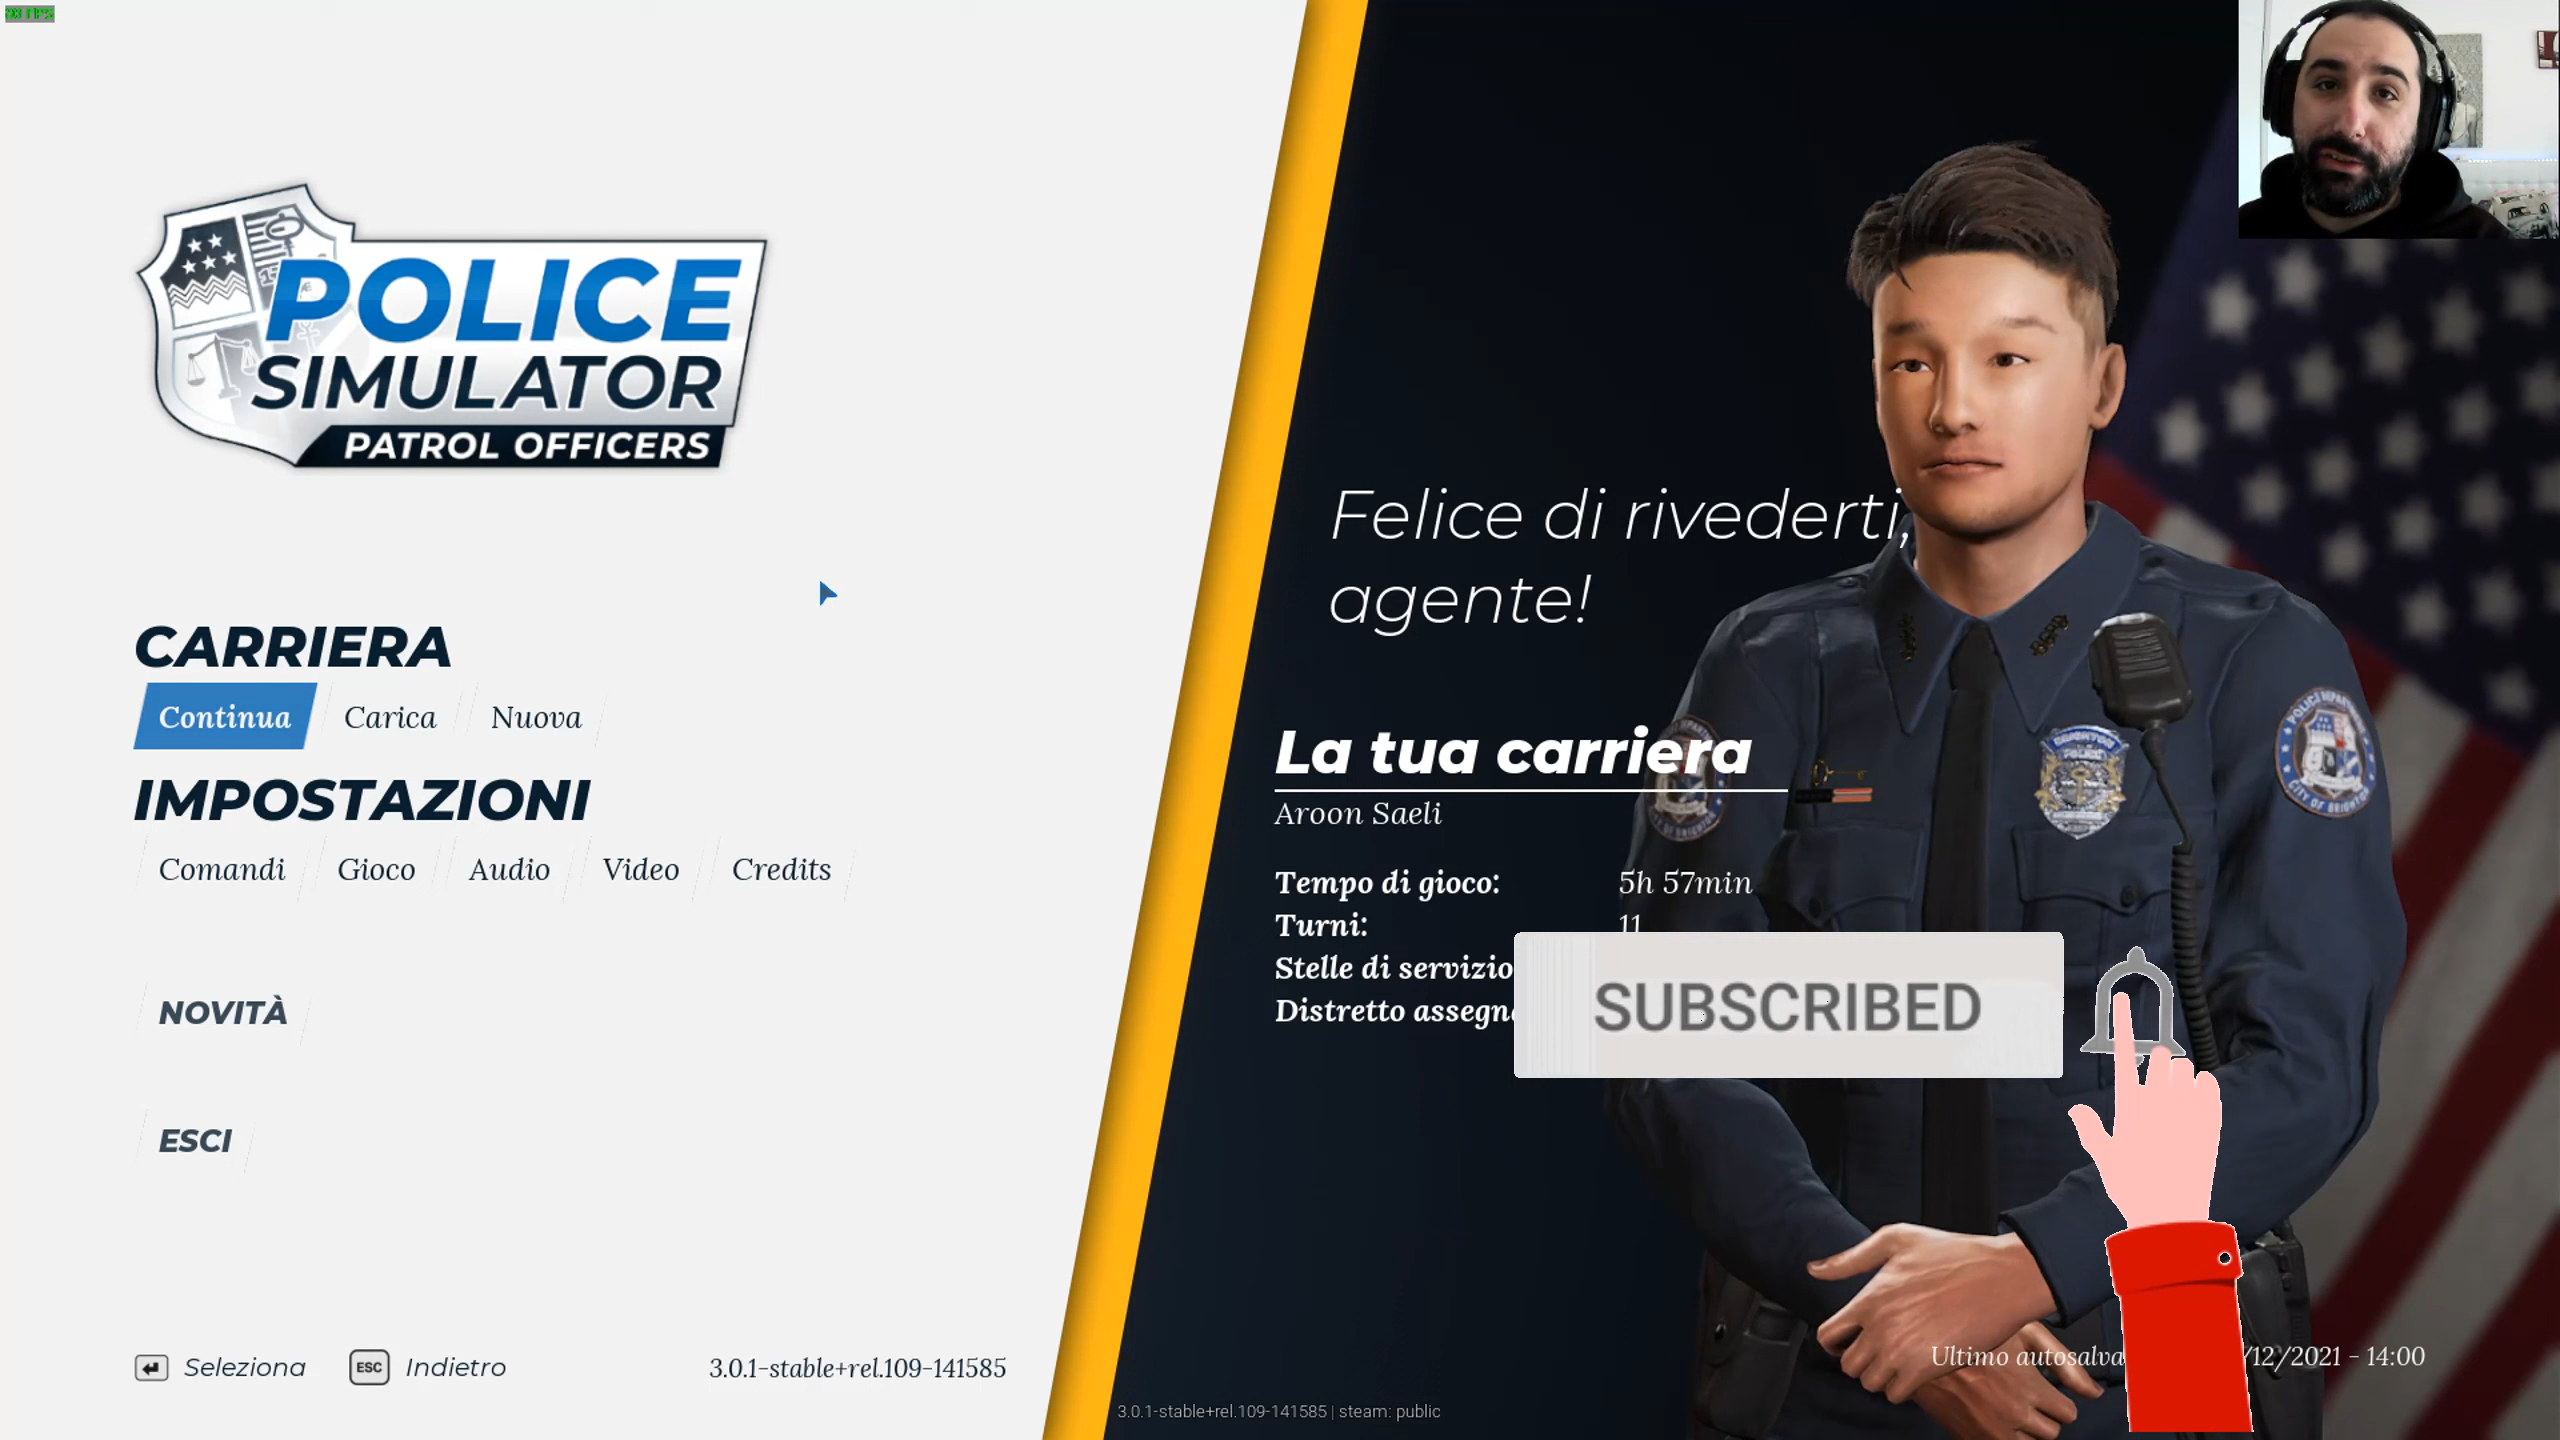 POLICE
SIMULATOR
PATROL OFFICERS
CARRIERA
Continua Carica Nuova
IMPOSTAZIONI
Comandi Gioco Audio Video Credits
NOVITÀ
ESCI
Seleziona ESC Indietro 3.0.1-stable+rel.109-141585
Felice di rivederti,
agente!
La tua carriera
Aroon Saeli
Tempo di gioco: 5h 57min
Turni: 11
Stelle di servizio
Distretto assegn
SUBSCRIBED
Ultimo autosalva /12/2021 - 14:00
3.0.1-stable+rel.109-141585 | steam: public